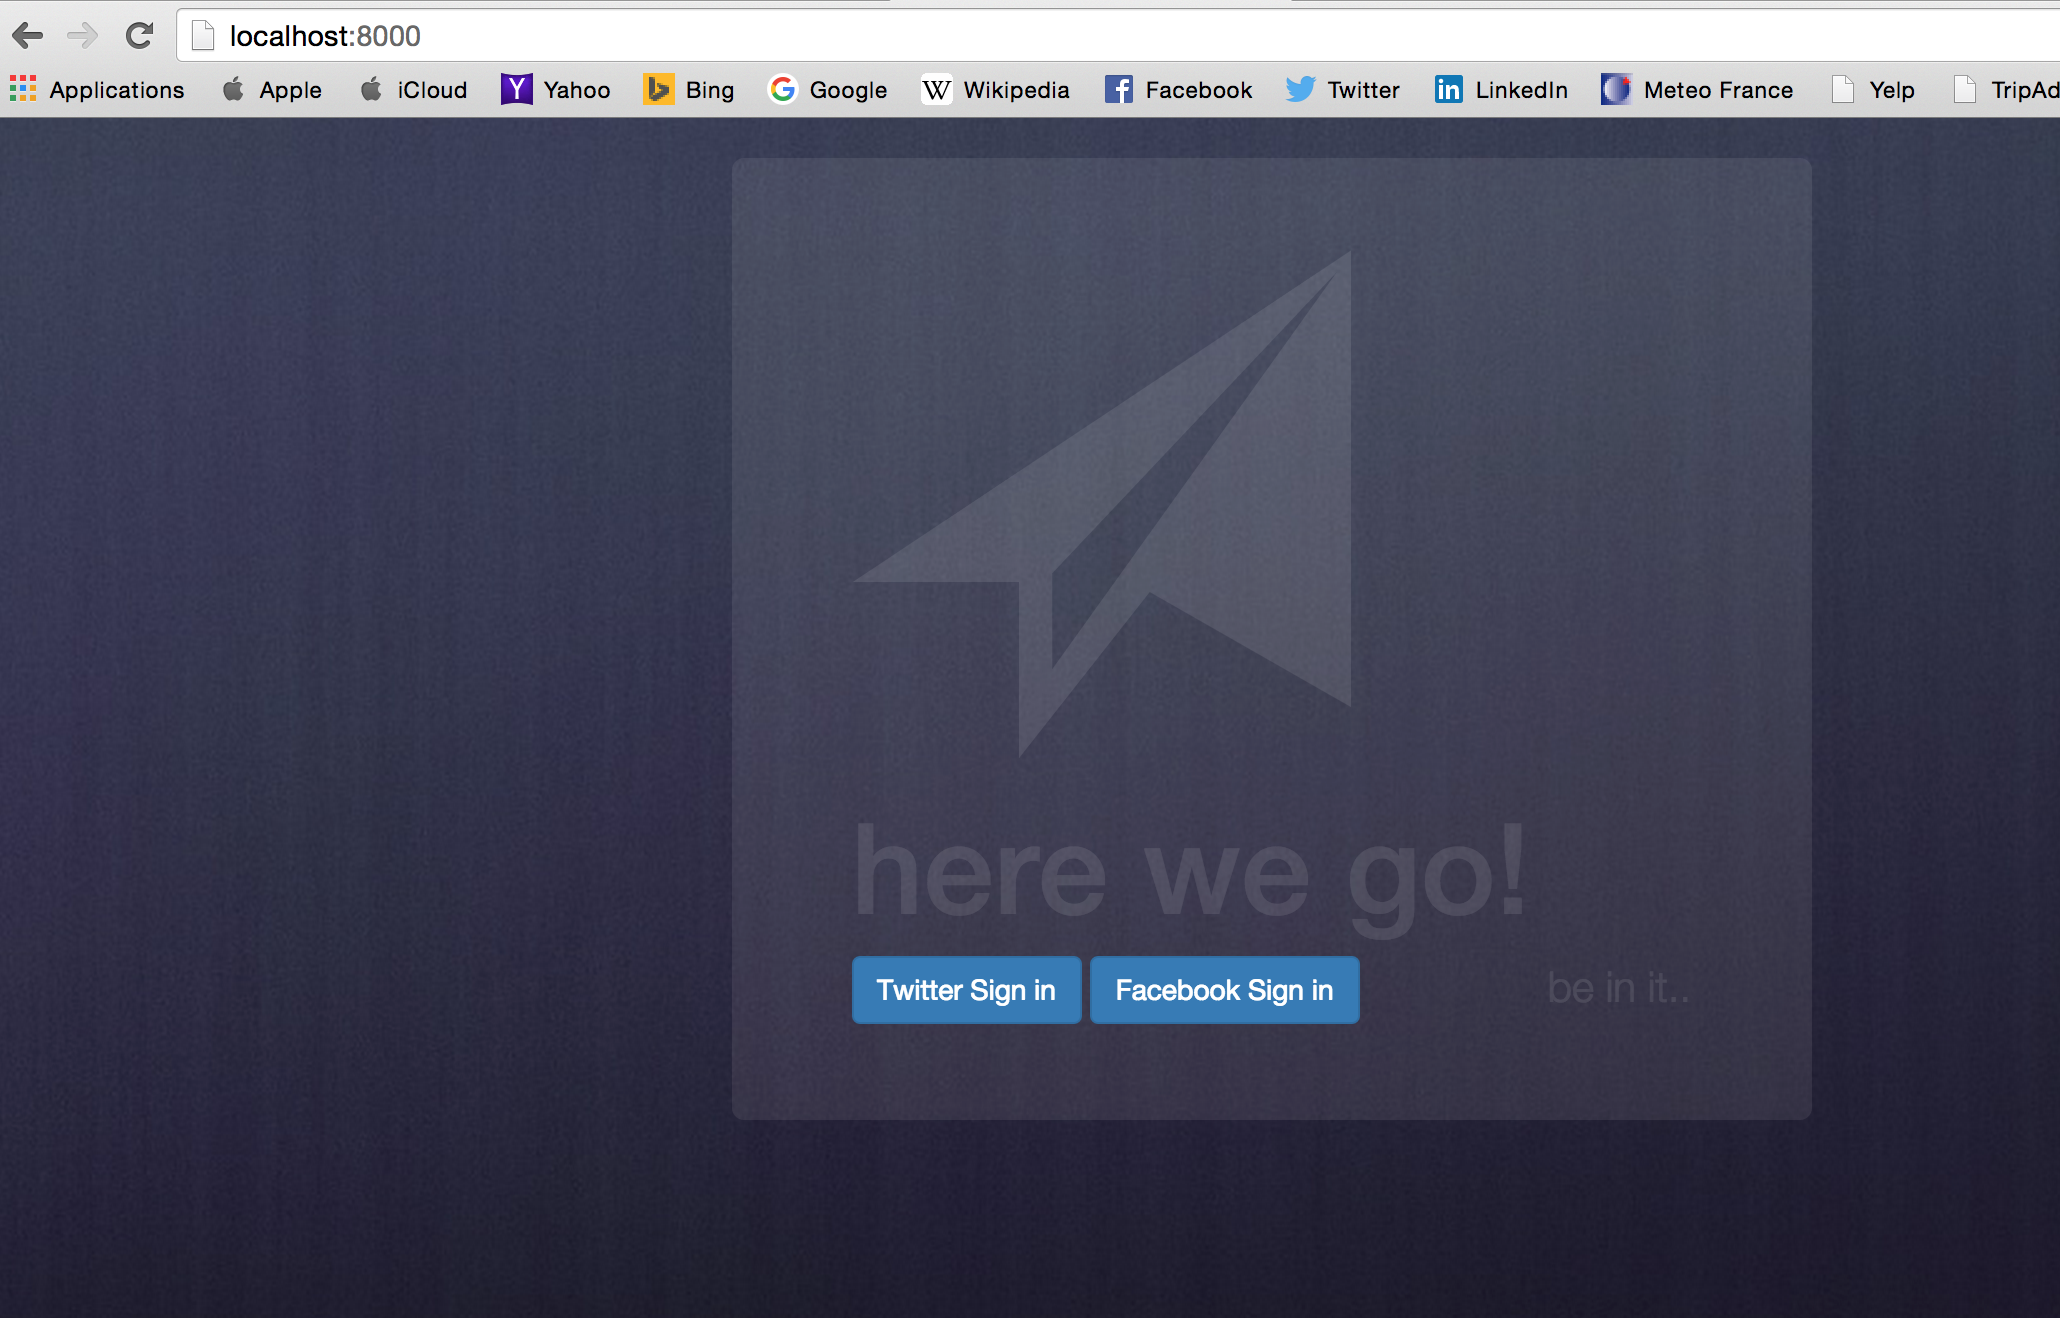 localhost:8000
Applications Apple iCloud Yahoo Bing Google Wikipedia Facebook Twitter LinkedIn Meteo France Yelp TripAd
here we go!
Twitter Sign in Facebook Sign in be in it..